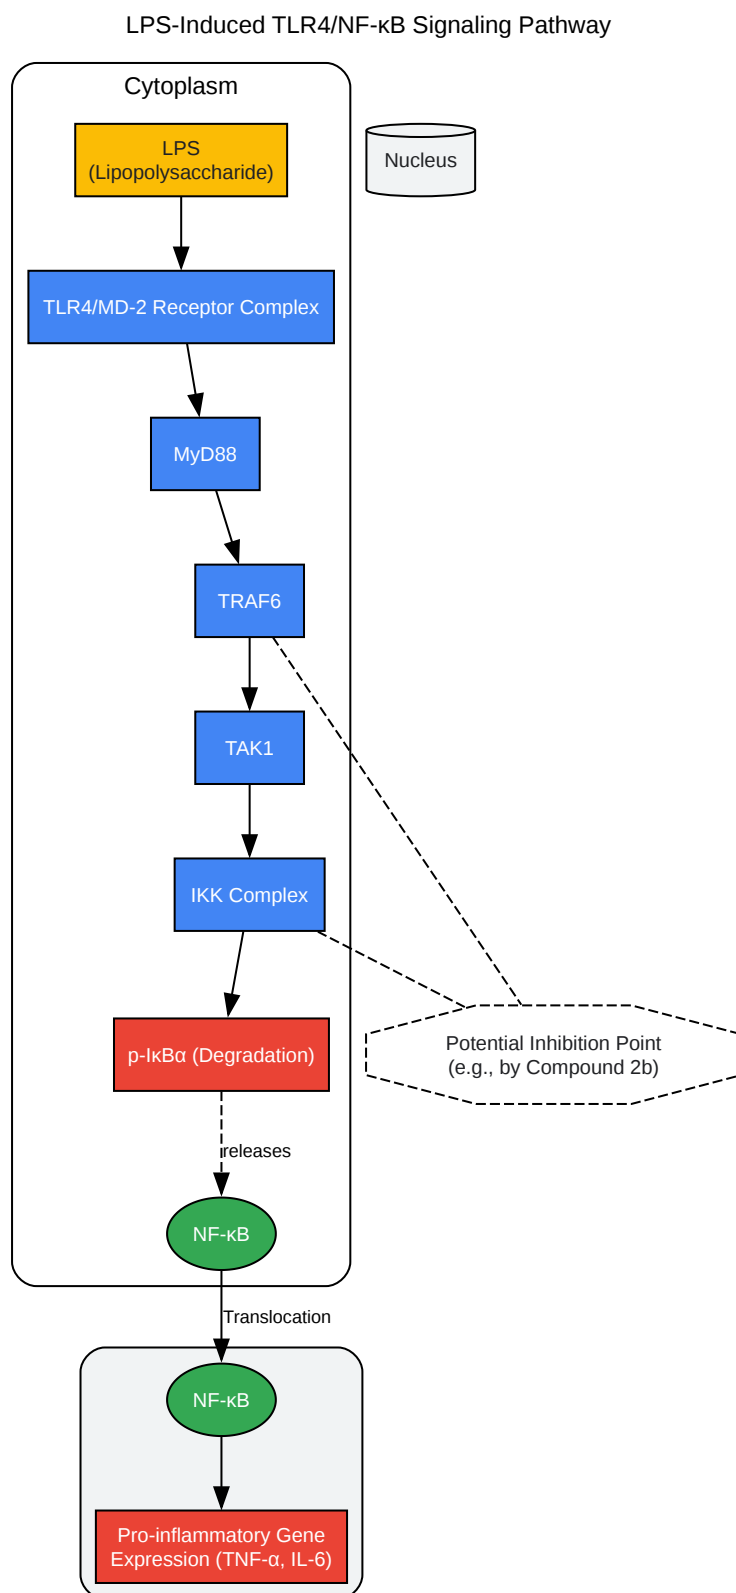 LPS-Induced TLR4/NF-κB Signaling Pathway
Cytoplasm
LPS
(Lipopolysaccharide)
Nucleus
TLR4/MD-2 Receptor Complex
MyD88
TRAF6
TAK1
IKK Complex
p-IκBα (Degradation)
Potential Inhibition Point
(e.g., by Compound 2b)
releases
NF-κB
Translocation
NF-κB
Pro-inflammatory Gene
Expression (TNF-α, IL-6)